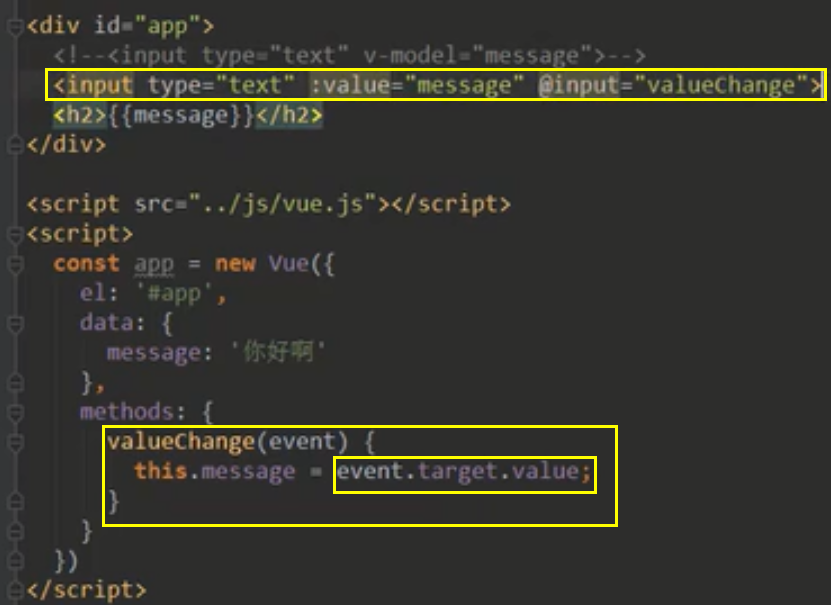 <div id="app">
<!--<input type="text" v-model="message">-->
<input type="text" :value="message" @input="valueChange">
<h2>{{message}}</h2>
</div>
<script src="../js/vue.js"></script>
<script>
const app = new Vue({
el: '#app',
data: {
message: '你好啊'
},
methods: {
valueChange(event) {
this.message = event.target.value;
}
}
})
</script>